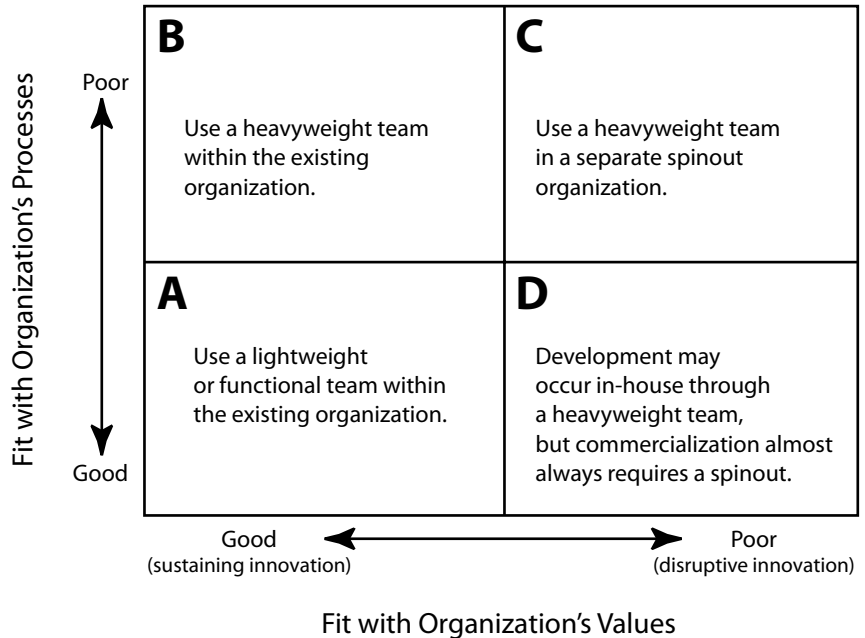 Fit with Organization’s Processes
Poor
Good
B
Use a heavyweight team
within the existing
organization.
C
Use a heavyweight team
in a separate spinout
organization.
A
Use a lightweight
or functional team within
the existing organization.
D
Development may
occur in-house through
a heavyweight team,
but commercialization almost
always requires a spinout.
Good
(sustaining innovation)
Poor
(disruptive innovation)
Fit with Organization’s Values